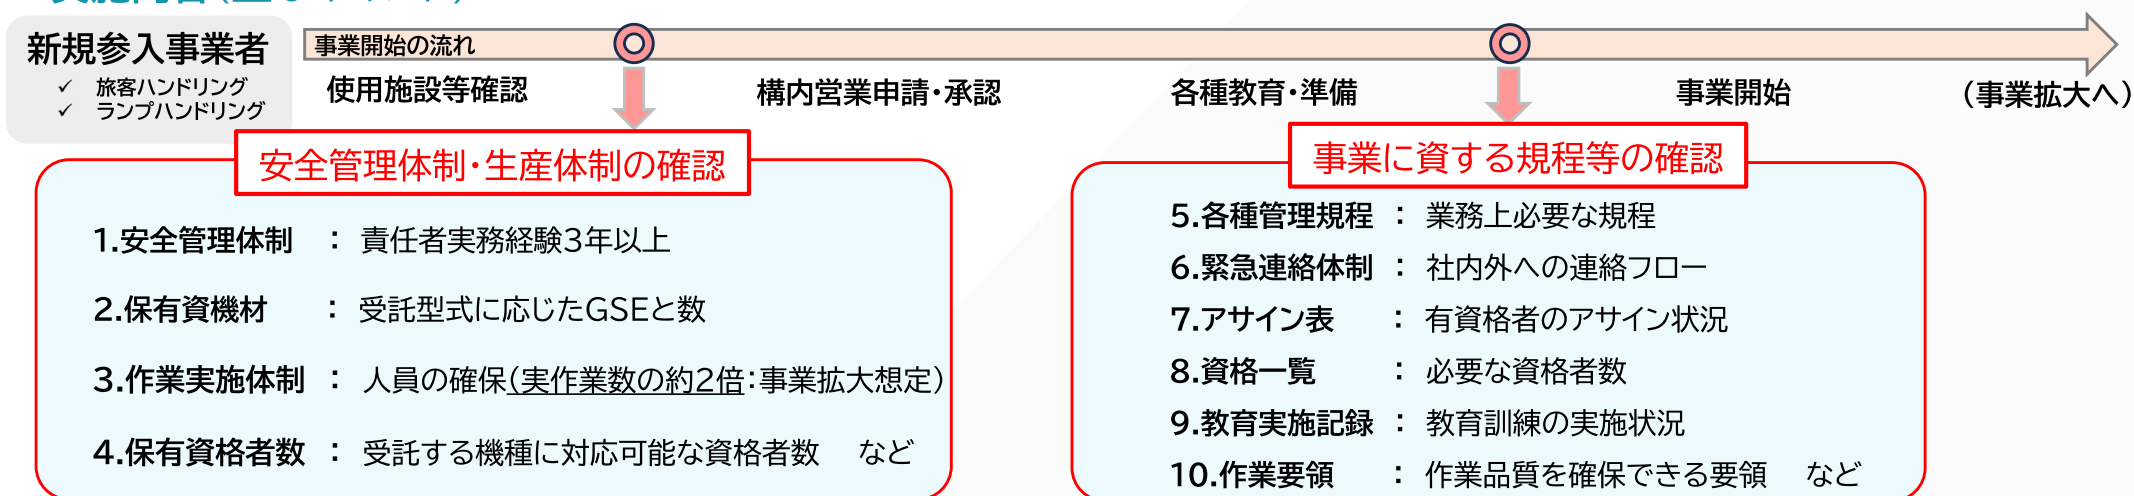 新規参入事業者
✓ 旅客ハンドリング
✓ ランプハンドリング
事業開始の流れ
使用施設等確認
構内営業申請・承認
各種教育・準備
事業開始
（事業拡大へ）
安全管理体制・生産体制の確認
1.安全管理体制 ： 責任者実務経験3年以上
2.保有資機材 ： 受託型式に応じたGSEと数
3.作業実施体制 ： 人員の確保（実作業数の約2倍：事業拡大想定）
4.保有資格者数 ： 受託する機種に対応可能な資格者数 など
事業に資する規程等の確認
5.各種管理規程 ： 業務上必要な規程
6.緊急連絡体制 ： 社内外への連絡フロー
7.アサイン表 ： 有資格者のアサイン状況
8.資格一覧 ： 必要な資格者数
9.教育実施記録 ： 教育訓練の実施状況
10.作業要領 ： 作業品質を確保できる要領 など